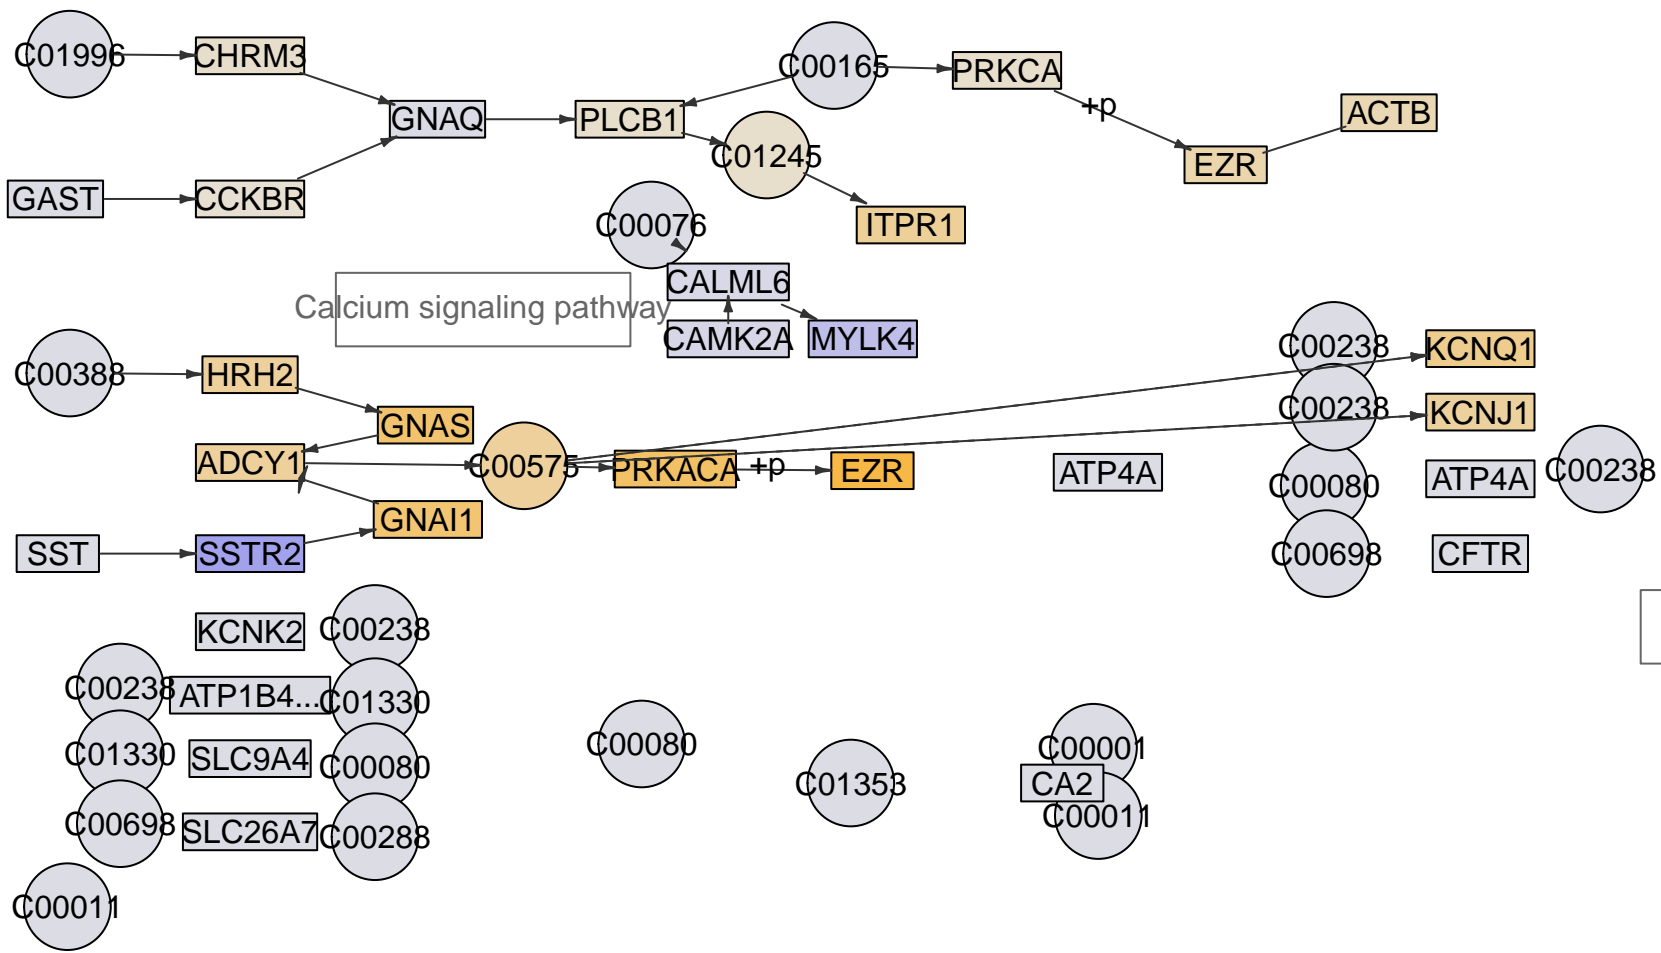 C01996
CHRM3
C00165
PRKCA
+p
ACTB
GNAQ
PLCB1
C01245
EZR
GAST
CCKBR
C00076
ITPR1
CALML6
Calcium signaling pathway
CAMK2A
MYLK4
C00238
KCNQ1
C00388
HRH2
C00238
KCNJ1
GNAS
ADCY1
C00575
PRKACA
+p
EZR
ATP4A
C00080
ATP4A
C00238
GNAI1
SST
SSTR2
C00698
CFTR
KCNK2
C00238
C00238
ATP1B4...
C01330
C01330
SLC9A4
C00080
C00080
C01353
C00001
CA2
C00011
C00698
SLC26A7
C00288
C00011